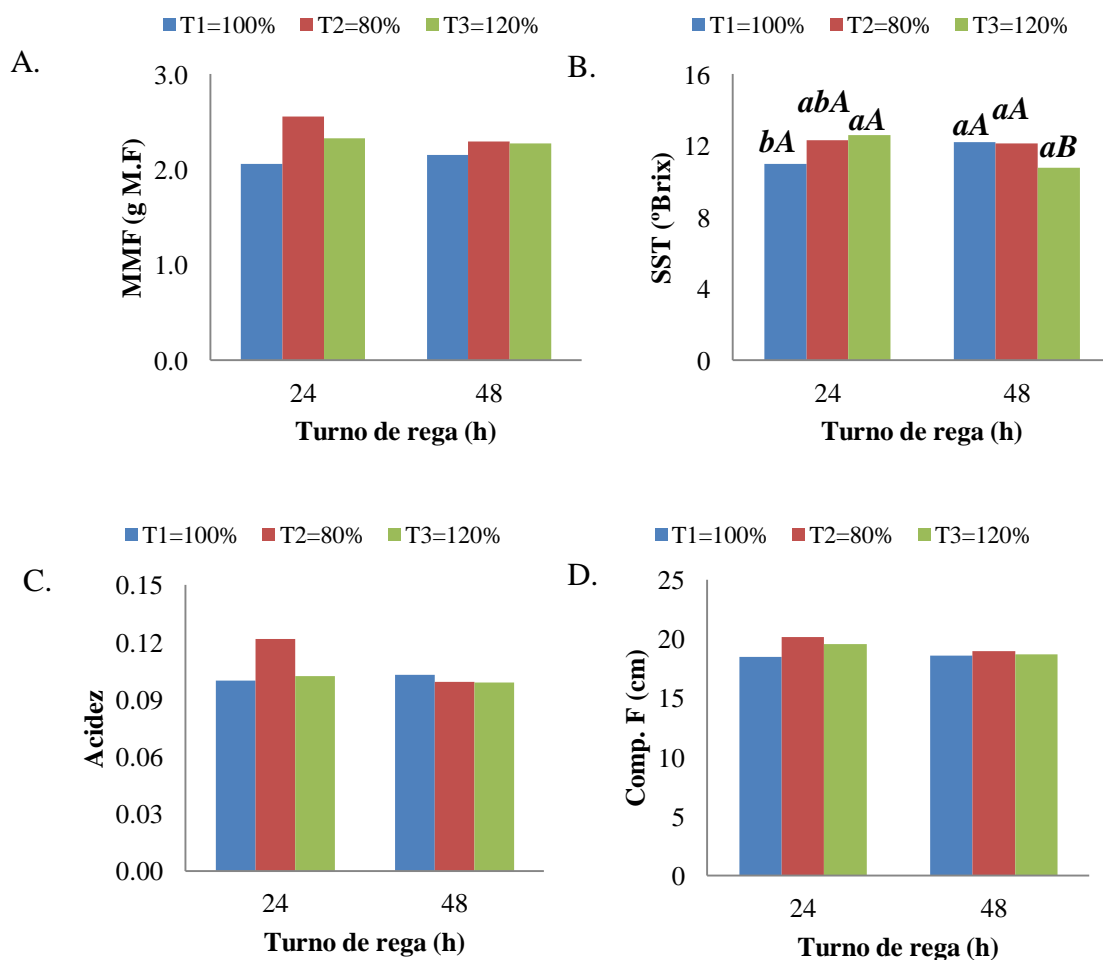 T1=100% T2=80% T3=120%
A.
MMF (g M.F)
3.0
2.0
1.0
0.0
24 48
Turno de rega (h)
T1=100% T2=80% T3=120%
B.
SST (ºBrix)
16
12
8
4
0
bA abA aA aA aA aB
24 48
Turno de rega (h)
T1=100% T2=80% T3=120%
C.
Acidez
0.15
0.12
0.09
0.06
0.03
0.00
24 48
Turno de rega (h)
T1=100% T2=80% T3=120%
D.
Comp. F (cm)
25
20
15
10
5
0
24 48
Turno de rega (h)